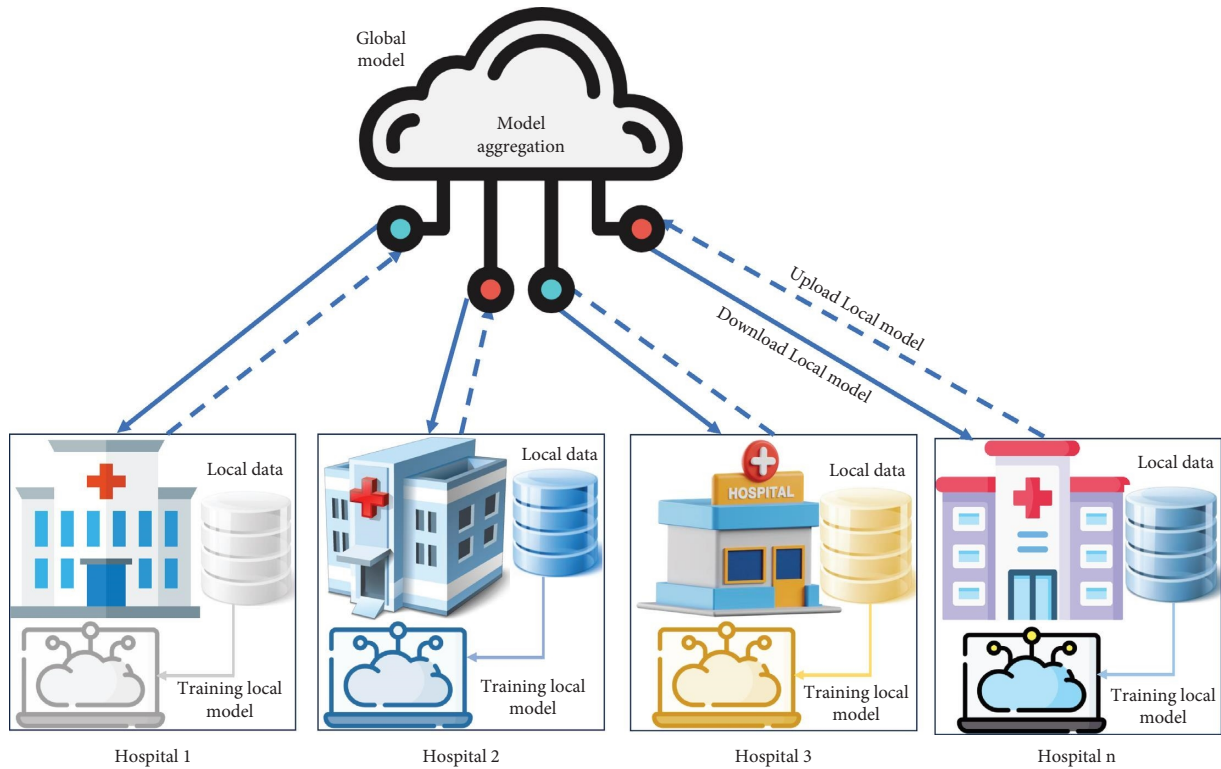 Global
model
Model
aggregation
Upload Local model
Download Local model
Local data
Training local
model
Hospital 1
Local data
Training local
model
Hospital 2
HOSPITAL
Local data
Training local
model
Hospital 3
Local data
Training local
model
Hospital n